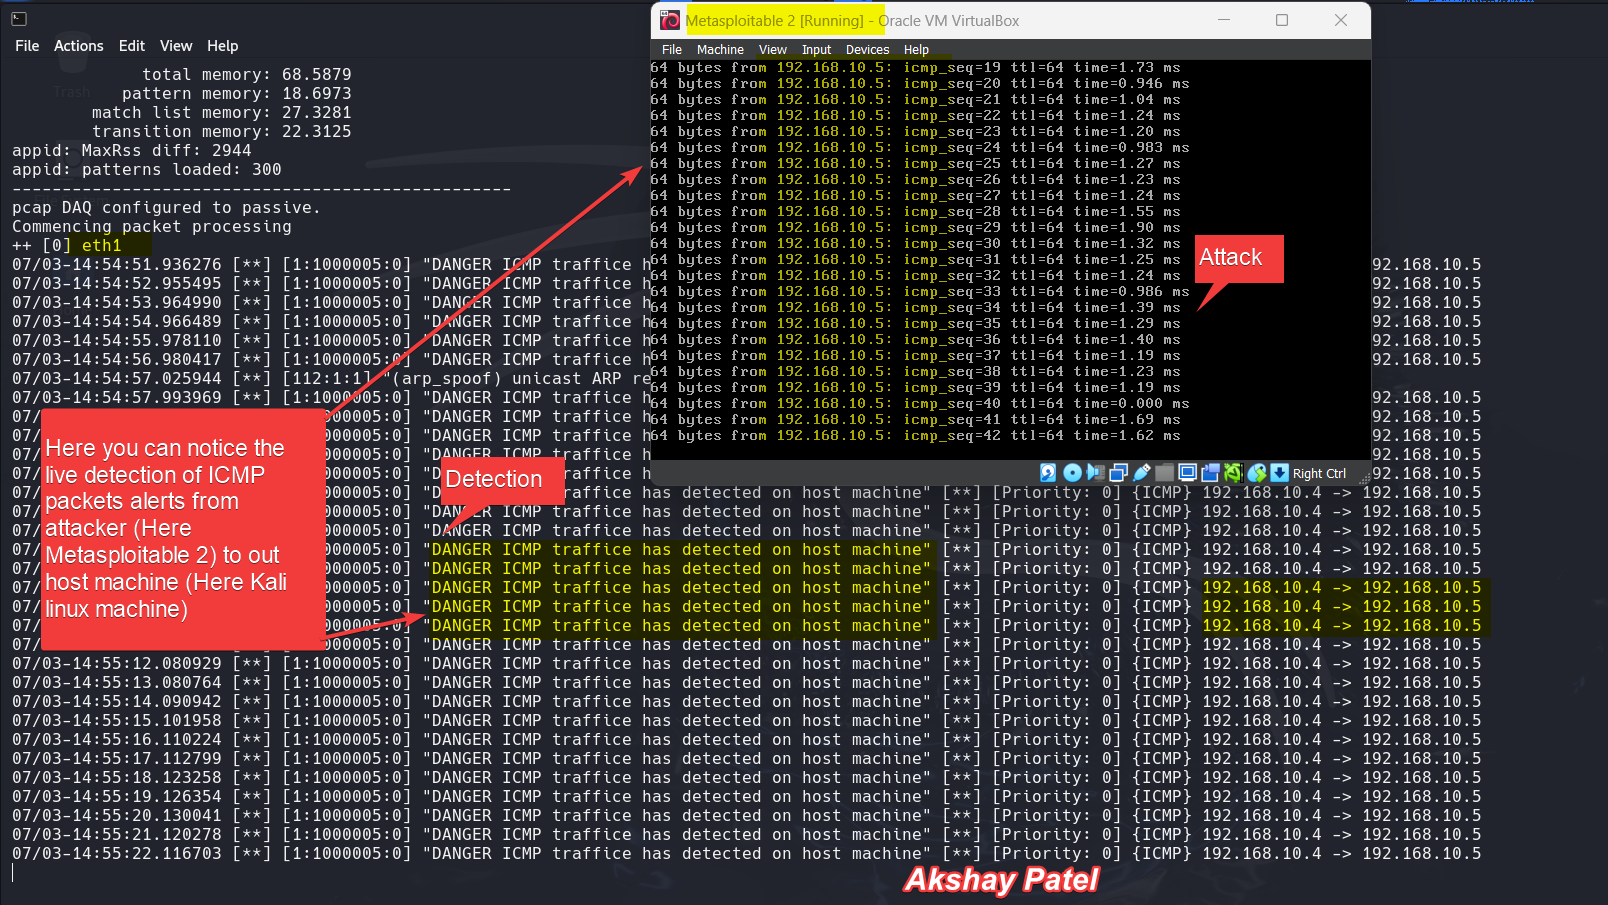 File Actions Edit View Help
total memory: 68.5879
pattern memory: 18.6973
match list memory: 27.3281
transition memory: 22.3125
appid: MaxRss diff: 2944
appid: patterns loaded: 300
--------------------------------------------------
pcap DAQ configured to passive.
Commencing packet processing
++ [0] eth1
07/03-14:54:51.936276 [**] [1:1000005:0] "DANGER ICMP traffice h 92.168.10.5
07/03-14:54:52.955495 [**] [1:1000005:0] "DANGER ICMP traffice h 92.168.10.5
07/03-14:54:53.964990 [**] [1:1000005:0] "DANGER ICMP traffice h 92.168.10.5
07/03-14:54:54.966489 [**] [1:1000005:0] "DANGER ICMP traffice h 92.168.10.5
07/03-14:54:55.978110 [**] [1:1000005:0] "DANGER ICMP traffice h 92.168.10.5
07/03-14:54:56.980417 [**] [1:1000005:0] "DANGER ICMP traffice h 92.168.10.5
07/03-14:54:57.025944 [**] [112:1:1] "(arp_spoof) unicast ARP re
07/03-14:54:57.993969 [**] [1:1000005:0] "DANGER ICMP traffice h 92.168.10.5
07/ 000005:0] "DANGER ICMP traffice h 92.168.10.5
07/ 000005:0] "DANGER ICMP traffice h 92.168.10.5
07/ 000005:0] "DANGER ICMP traffice h 92.168.10.5
07/ 000005:0] traffice h 92.168.10.5
07/ 000005:0] traffice has detected on host machine" [**] [Priority: 0] {ICMP} 192.168.10.4 -> 192.168.10.5
07/ 000005:0] "DANGER ICMP traffice has detected on host machine" [**] [Priority: 0] {ICMP} 192.168.10.4 -> 192.168.10.5
07/ 000005:0] "DANGER ICMP traffice has detected on host machine" [**] [Priority: 0] {ICMP} 192.168.10.4 -> 192.168.10.5
07/ 000005:0] "DANGER ICMP traffice has detected on host machine" [**] [Priority: 0] {ICMP} 192.168.10.4 -> 192.168.10.5
07/ 000005:0] "DANGER ICMP traffice has detected on host machine" [**] [Priority: 0] {ICMP} 192.168.10.4 -> 192.168.10.5
07/ 000005:0] "DANGER ICMP traffice has detected on host machine" [**] [Priority: 0] {ICMP} 192.168.10.4 -> 192.168.10.5
07/ 000005:0] "DANGER ICMP traffice has detected on host machine" [**] [Priority: 0] {ICMP} 192.168.10.4 -> 192.168.10.5
07/ 000005:0] "DANGER ICMP traffice has detected on host machine" [**] [Priority: 0] {ICMP} 192.168.10.4 -> 192.168.10.5
07/ 000005:0] "DANGER ICMP traffice has detected on host machine" [**] [Priority: 0] {ICMP} 192.168.10.4 -> 192.168.10.5
07/03-14:55:12.080929 [**] [1:1000005:0] "DANGER ICMP traffice has detected on host machine" [**] [Priority: 0] {ICMP} 192.168.10.4 -> 192.168.10.5
07/03-14:55:13.080764 [**] [1:1000005:0] "DANGER ICMP traffice has detected on host machine" [**] [Priority: 0] {ICMP} 192.168.10.4 -> 192.168.10.5
07/03-14:55:14.090942 [**] [1:1000005:0] "DANGER ICMP traffice has detected on host machine" [**] [Priority: 0] {ICMP} 192.168.10.4 -> 192.168.10.5
07/03-14:55:15.101958 [**] [1:1000005:0] "DANGER ICMP traffice has detected on host machine" [**] [Priority: 0] {ICMP} 192.168.10.4 -> 192.168.10.5
07/03-14:55:16.110224 [**] [1:1000005:0] "DANGER ICMP traffice has detected on host machine" [**] [Priority: 0] {ICMP} 192.168.10.4 -> 192.168.10.5
07/03-14:55:17.112799 [**] [1:1000005:0] "DANGER ICMP traffice has detected on host machine" [**] [Priority: 0] {ICMP} 192.168.10.4 -> 192.168.10.5
07/03-14:55:18.123258 [**] [1:1000005:0] "DANGER ICMP traffice has detected on host machine" [**] [Priority: 0] {ICMP} 192.168.10.4 -> 192.168.10.5
07/03-14:55:19.126354 [**] [1:1000005:0] "DANGER ICMP traffice has detected on host machine" [**] [Priority: 0] {ICMP} 192.168.10.4 -> 192.168.10.5
07/03-14:55:20.130041 [**] [1:1000005:0] "DANGER ICMP traffice has detected on host machine" [**] [Priority: 0] {ICMP} 192.168.10.4 -> 192.168.10.5
07/03-14:55:21.120278 [**] [1:1000005:0] "DANGER ICMP traffice has detected on host machine" [**] [Priority: 0] {ICMP} 192.168.10.4 -> 192.168.10.5
07/03-14:55:22.116703 [**] [1:1000005:0] "DANGER ICMP traffice has detected on host machine" [**] [Priority: 0] {ICMP} 192.168.10.4 -> 192.168.10.5
Here you can notice the
live detection of ICMP
packets alerts from
attacker (Here
Metasploitable 2) to out
host machine (Here Kali
linux machine)
Detection
Metasploitable 2 [Running] - Oracle VM VirtualBox
File Machine View Input Devices Help
64 bytes from 192.168.10.5: icmp_seq=19 ttl=64 time=1.73 ms
64 bytes from 192.168.10.5: icmp_seq=20 ttl=64 time=0.946 ms
64 bytes from 192.168.10.5: icmp_seq=21 ttl=64 time=1.04 ms
64 bytes from 192.168.10.5: icmp_seq=22 ttl=64 time=1.24 ms
64 bytes from 192.168.10.5: icmp_seq=23 ttl=64 time=1.20 ms
64 bytes from 192.168.10.5: icmp_seq=24 ttl=64 time=0.983 ms
64 bytes from 192.168.10.5: icmp_seq=25 ttl=64 time=1.27 ms
64 bytes from 192.168.10.5: icmp_seq=26 ttl=64 time=1.23 ms
64 bytes from 192.168.10.5: icmp_seq=27 ttl=64 time=1.24 ms
64 bytes from 192.168.10.5: icmp_seq=28 ttl=64 time=1.55 ms
64 bytes from 192.168.10.5: icmp_seq=29 ttl=64 time=1.90 ms
64 bytes from 192.168.10.5: icmp_seq=30 ttl=64 time=1.32 ms
64 bytes from 192.168.10.5: icmp_seq=31 ttl=64 time=1.25 ms
64 bytes from 192.168.10.5: icmp_seq=32 ttl=64 time=1.24 ms
64 bytes from 192.168.10.5: icmp_seq=33 ttl=64 time=0.986 ms
64 bytes from 192.168.10.5: icmp_seq=34 ttl=64 time=1.39 ms
64 bytes from 192.168.10.5: icmp_seq=35 ttl=64 time=1.29 ms
64 bytes from 192.168.10.5: icmp_seq=36 ttl=64 time=1.40 ms
64 bytes from 192.168.10.5: icmp_seq=37 ttl=64 time=1.19 ms
64 bytes from 192.168.10.5: icmp_seq=38 ttl=64 time=1.23 ms
64 bytes from 192.168.10.5: icmp_seq=39 ttl=64 time=1.19 ms
64 bytes from 192.168.10.5: icmp_seq=40 ttl=64 time=0.000 ms
64 bytes from 192.168.10.5: icmp_seq=41 ttl=64 time=1.69 ms
64 bytes from 192.168.10.5: icmp_seq=42 ttl=64 time=1.62 ms
Attack
Right Ctrl
Akshay Patel